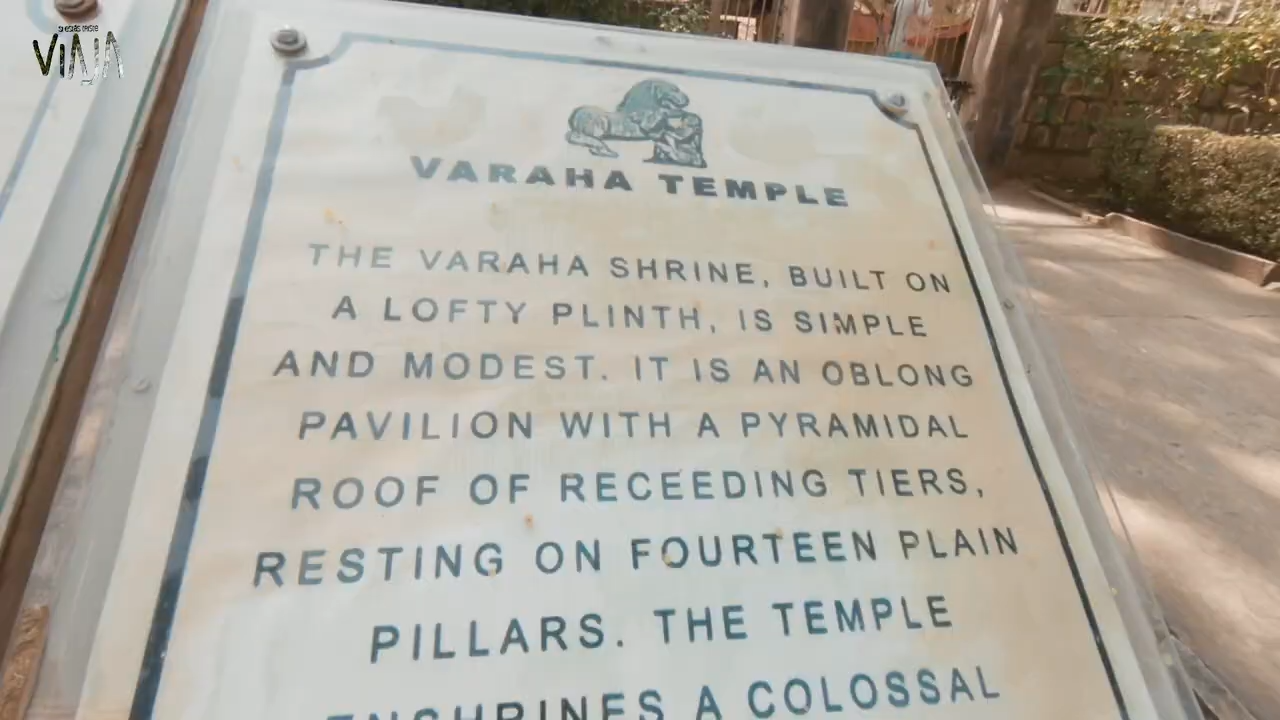 VIAJA
VARAHA TEMPLE
THE VARAHA SHRINE, BUILT ON
A LOFTY PLINTH, IS SIMPLE
AND MODEST. IT IS AN OBLONG
PAVILION WITH A PYRAMIDAL
ROOF OF RECEEDING TIERS,
RESTING ON FOURTEEN PLAIN
PILLARS. THE TEMPLE
ENSHRINES A COLOSSAL